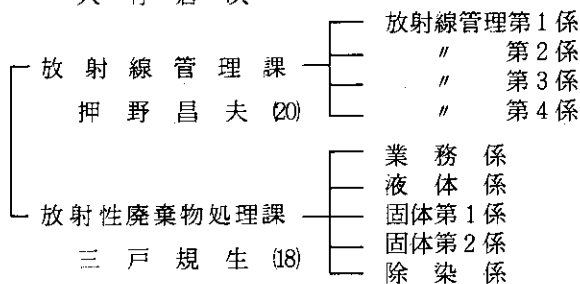 放射線管理第1係
〃 第2係
放射線管理課
〃 第3係
押野昌夫 (20)
〃 第4係
業務係
液体係
放射性廃棄物処理課
固体第1係
固体第2係
三戸規生 (18)
除染係